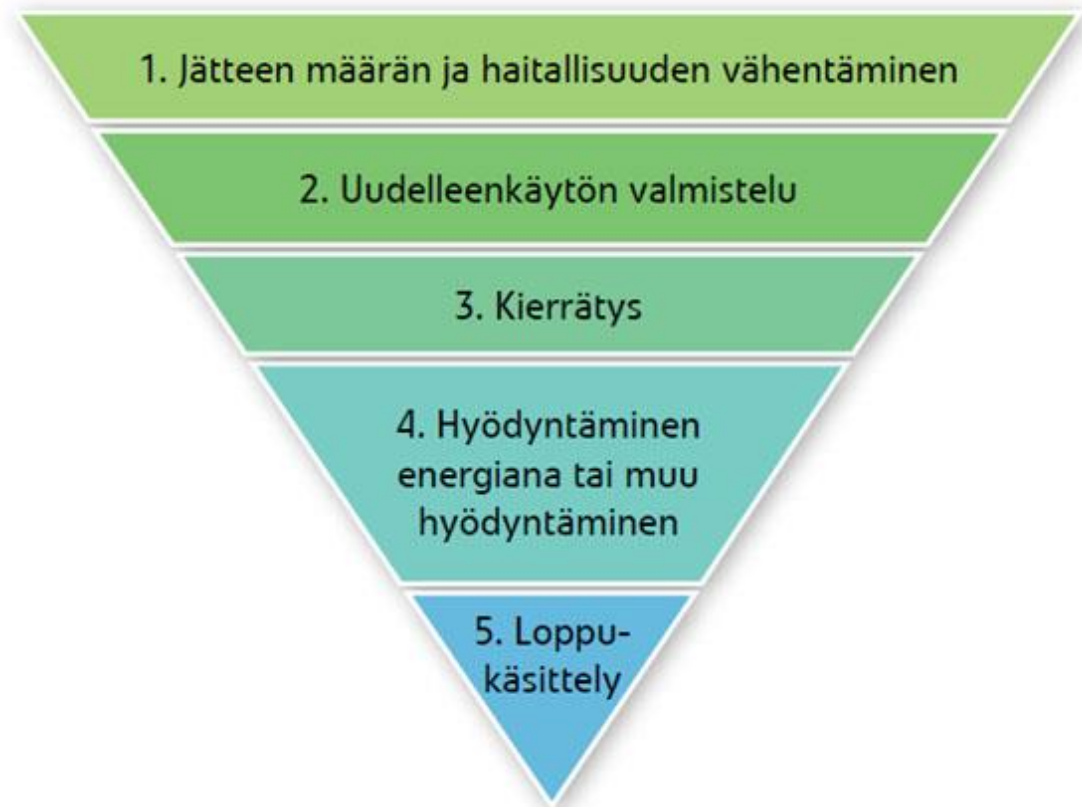 1. Jätteen määrän ja haitallisuuden vähentäminen
2. Uudelleenkäytön valmistelu
3. Kierrätys
4. Hyödyntäminen
energiana tai muu
hyödyntäminen
5. Loppu-
käsittely